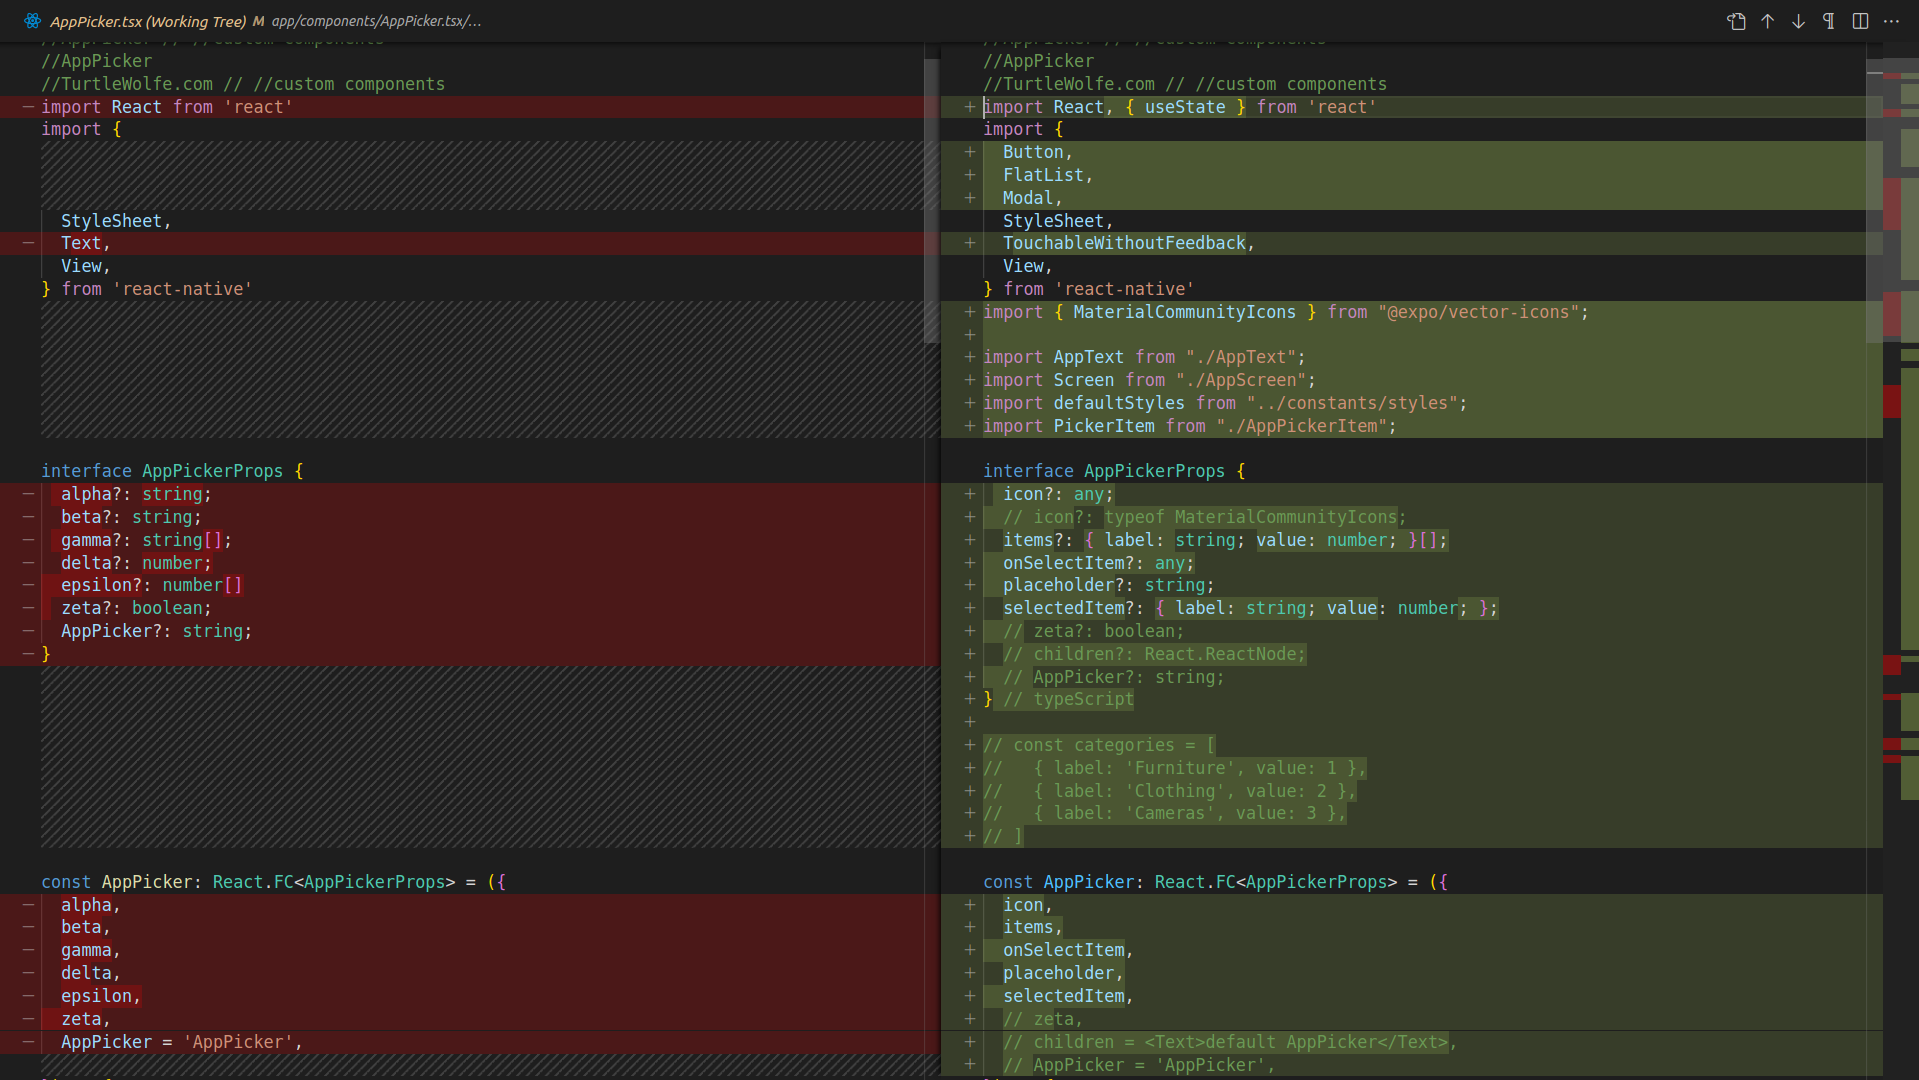 AppPicker.tsx (Working Tree) M app/components/AppPicker.tsx/...
//AppPicker
//TurtleWolfe.com // //custom components
— import React from 'react'
import {
StyleSheet,
— Text,
View,
} from 'react-native'
interface AppPickerProps {
— alpha?: string;
— beta?: string;
— gamma?: string[];
— delta?: number;
— epsilon?: number[]
— zeta?: boolean;
— AppPicker?: string;
— }
const AppPicker: React.FC<AppPickerProps> = ({
— alpha,
— beta,
— gamma,
— delta,
— epsilon,
— zeta,
— AppPicker = 'AppPicker',
//AppPicker // //custom components
//AppPicker
//TurtleWolfe.com // //custom components
+ import React, { useState } from 'react'
import {
+ Button,
+ FlatList,
+ Modal,
StyleSheet,
+ TouchableWithoutFeedback,
View,
} from 'react-native'
+ import { MaterialCommunityIcons } from "@expo/vector-icons";
+
+ import AppText from "./AppText";
+ import Screen from "./AppScreen";
+ import defaultStyles from "../constants/styles";
+ import PickerItem from "./AppPickerItem";
interface AppPickerProps {
+ icon?: any;
+ // icon?: typeof MaterialCommunityIcons;
+ items?: { label: string; value: number; }[];
+ onSelectItem?: any;
+ placeholder?: string;
+ selectedItem?: { label: string; value: number; };
+ // zeta?: boolean;
+ // children?: React.ReactNode;
+ // AppPicker?: string;
+ } // typeScript
+
+ // const categories = [
+ //   { label: 'Furniture', value: 1 },
+ //   { label: 'Clothing', value: 2 },
+ //   { label: 'Cameras', value: 3 },
+ // ]
const AppPicker: React.FC<AppPickerProps> = ({
+ icon,
+ items,
+ onSelectItem,
+ placeholder,
+ selectedItem,
+ // zeta,
+ // children = <Text>default AppPicker</Text>,
+ // AppPicker = 'AppPicker',